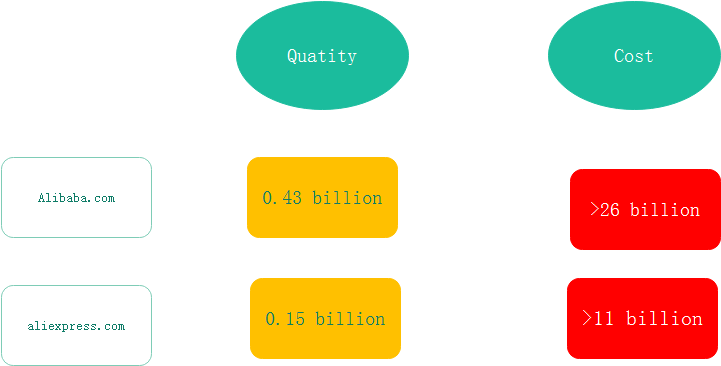 Quatity
Cost
Alibaba.com
0.43 billion
>26 billion
aliexpress.com
0.15 billion
>11 billion